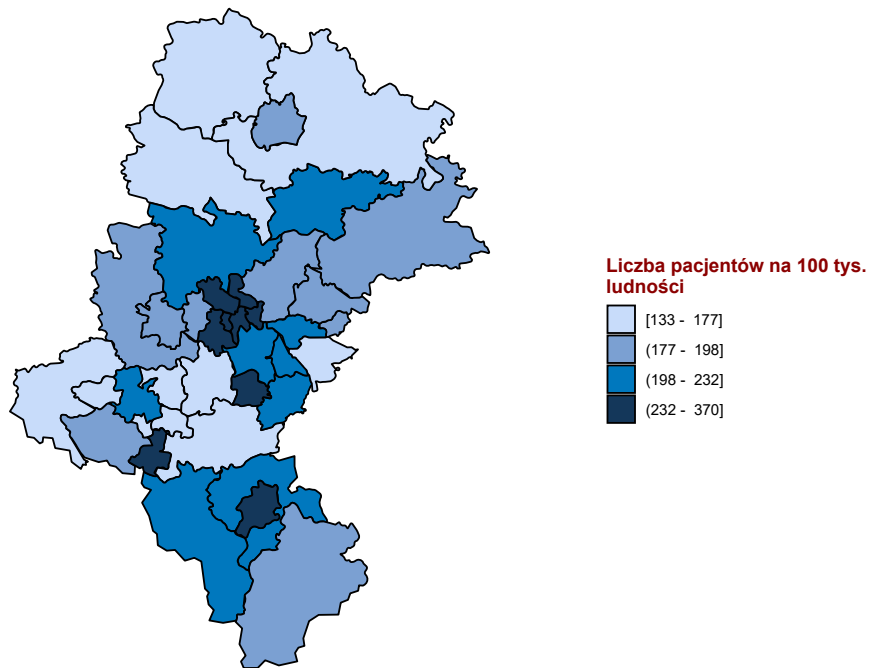 Liczba pacjentów na 100 tys.
ludności
[133 - 177]
(177 - 198]
(198 - 232]
(232 - 370]